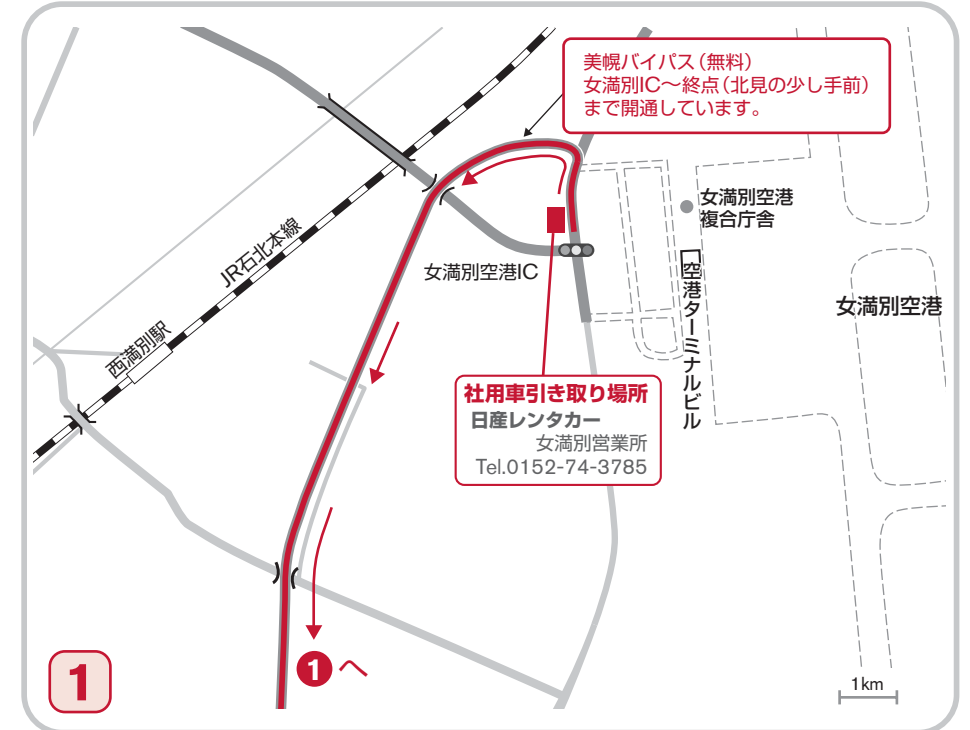 美幌バイパス(無料)
女満別IC〜終点(北見の少し手前)
まで開通しています。
女満別空港
複合庁舎
JR石北本線
女満別空港IC
空港ターミナルビル
女満別空港
西満別駅
社用車引き取り場所
日産レンタカー
女満別営業所
Tel.0152-74-3785
1 へ
1
1km